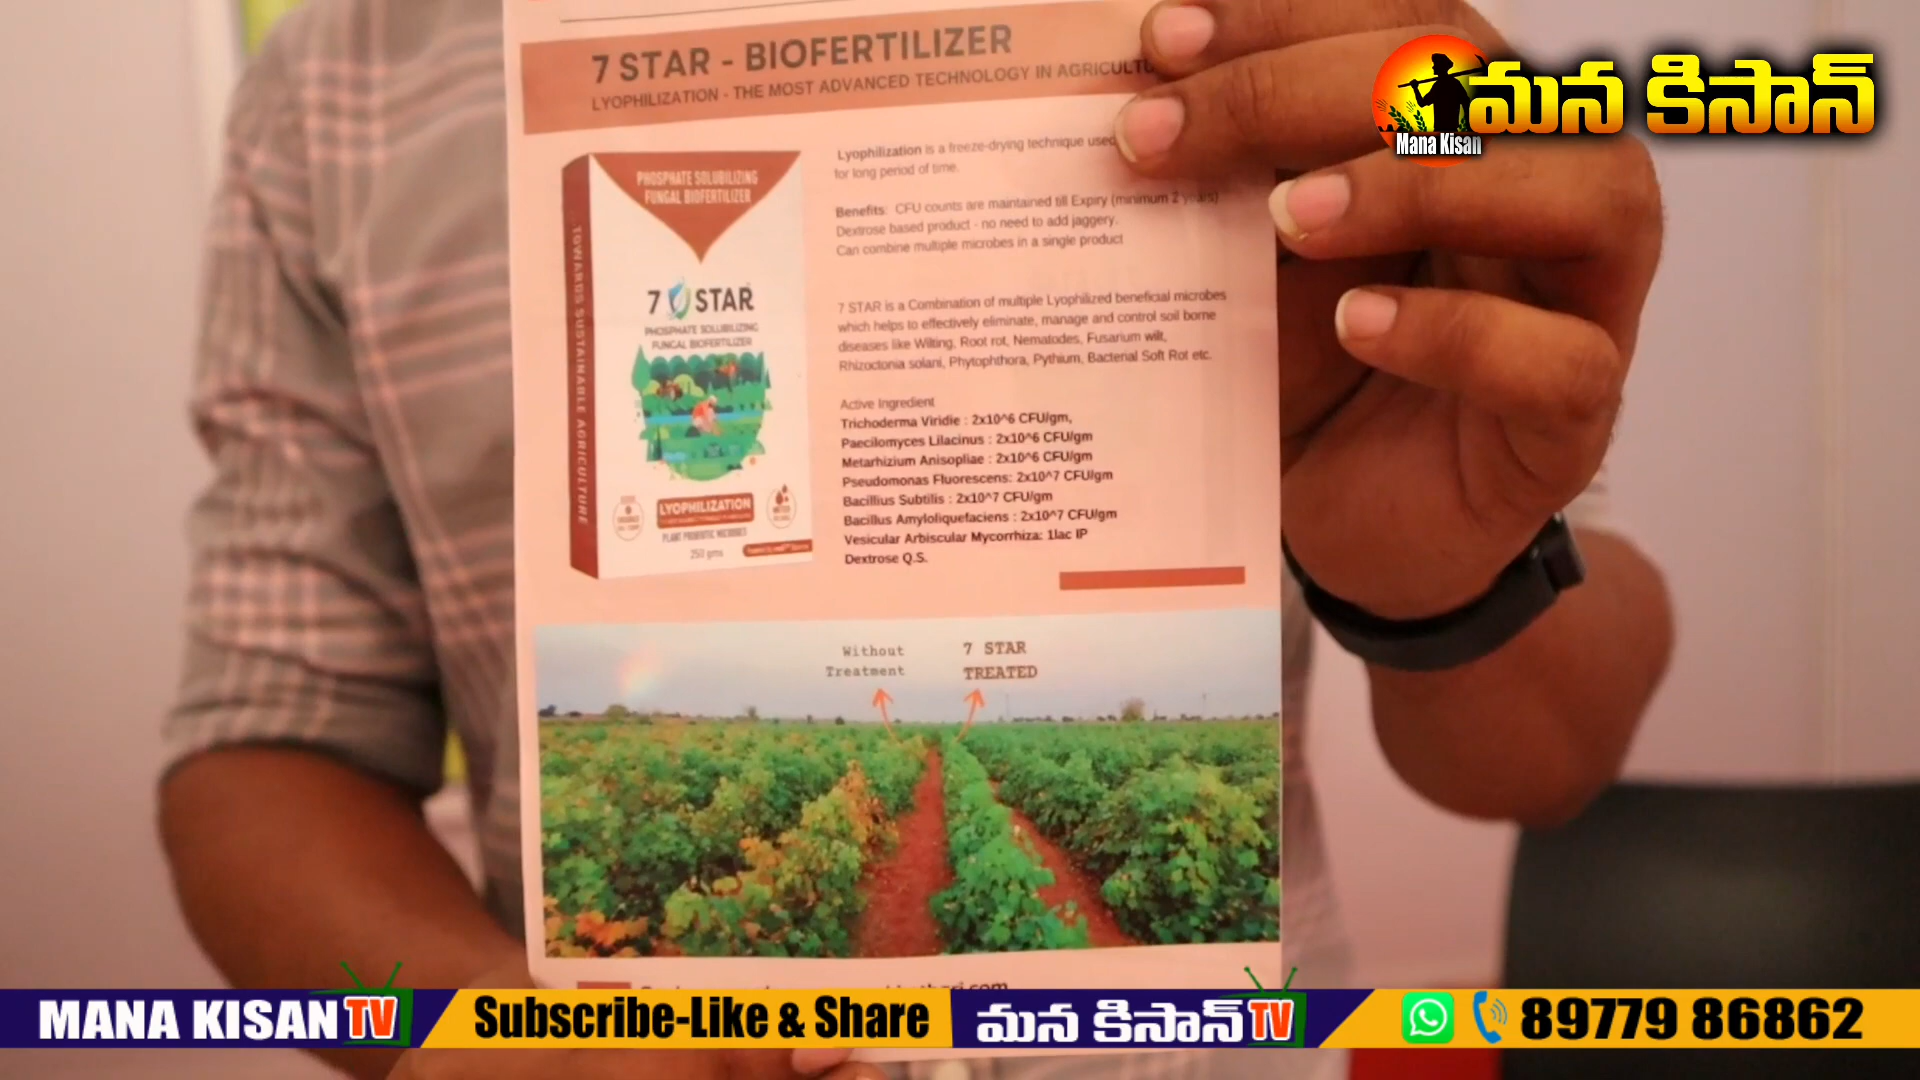 7 STAR - BIOFERTILIZER
LYOPHILIZATION - THE MOST ADVANCED TECHNOLOGY IN AGRICULTU
Lyophilization is a freeze-drying technique used
for long period of time.
Benefits: CFU counts are maintained till Expiry (minimum 2 years)
Dextrose based product - no need to add jaggery.
Can combine multiple microbes in a single product
7 STAR is a Combination of multiple Lyophilized beneficial microbes
which helps to effectively eliminate, manage and control soil borne
diseases like Wilting, Root rot, Nematodes, Fusarium wilt,
Rhizoctonia solani, Phytophthora, Pythium, Bacterial Soft Rot etc.
Active Ingredient
Trichoderma Viridie : 2x10^6 CFU/gm,
Paecilomyces Lilacinus : 2x10^6 CFU/gm
Metarhizium Anisopliae : 2x10^6 CFU/gm
Pseudomonas Fluorescens: 2x10^7 CFU/gm
Bacillius Subtilis : 2x10^7 CFU/gm
Bacillus Amyloliquefaciens : 2x10^7 CFU/gm
Vesicular Arbiscular Mycorrhiza: 1lac IP
Dextrose Q.S.
PHOSPHATE SOLUBILIZING
FUNGAL BIOFERTILIZER
TOWARDS SUSTAINABLE AGRICULTURE
7 STAR
PHOSPHATE SOLUBILIZING
FUNGAL BIOFERTILIZER
LYOPHILIZATION
PLANT PROBIOTIC MICROBES
250 gms
Without
Treatment
7 STAR
TREATED
మన కిసాన్
Mana Kisan
MANA KISAN TV
Subscribe-Like & Share
మన కిసాన్ TV
89779 86862